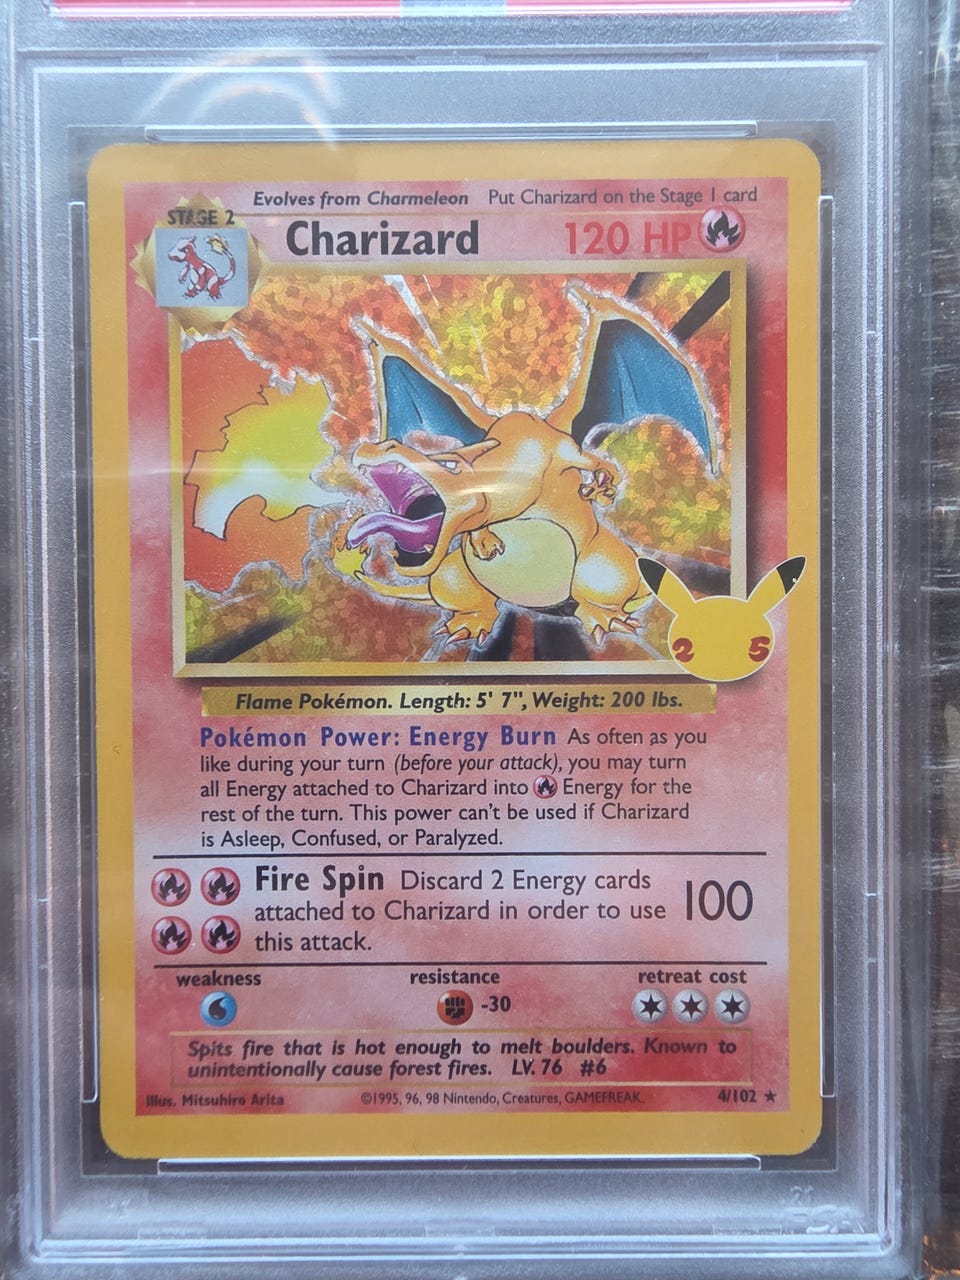 Evolves from Charmeleon Put Charizard on the Stage 1 card
STAGE 2
Charizard 120 HP
2 5
Flame Pokémon. Length: 5' 7", Weight: 200 lbs.
Pokémon Power: Energy Burn As often as you
like during your turn (before your attack), you may turn
all Energy attached to Charizard into Energy for the
rest of the turn. This power can't be used if Charizard
is Asleep, Confused, or Paralyzed.
Fire Spin Discard 2 Energy cards
attached to Charizard in order to use 100
this attack.
weakness resistance retreat cost
-30
Spits fire that is hot enough to melt boulders. Known to
unintentionally cause forest fires. LV. 76 #6
Illus. Mitsuhiro Arita ©1995, 96, 98 Nintendo, Creatures, GAMEFREAK. 4/102 ★